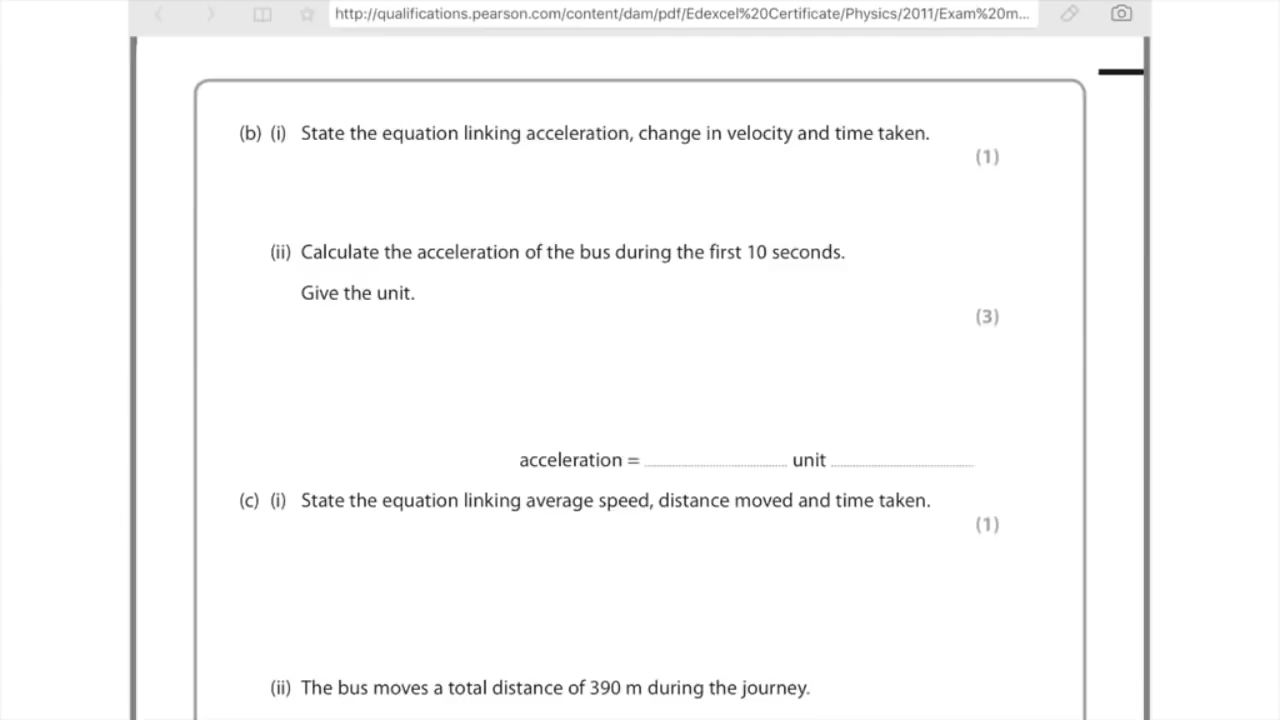 http://qualifications.pearson.com/content/dam/pdf/Edexcel%20Certificate/Physics/2011/Exam%20m...
(b) (i) State the equation linking acceleration, change in velocity and time taken.
(1)
(ii) Calculate the acceleration of the bus during the first 10 seconds.
Give the unit.
(3)
acceleration = ........................................ unit ........................................
(c) (i) State the equation linking average speed, distance moved and time taken.
(1)
(ii) The bus moves a total distance of 390 m during the journey.